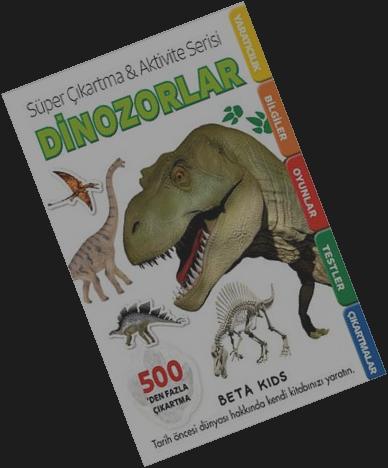 Süper Çıkartma & Aktivite Serisi
DİNOZORLAR
YARATICILIK
BİLGİLER
OYUNLAR
TESTLER
ÇIKARTMALAR
500
'DEN FAZLA
ÇIKARTMA
BETA KIDS
Tarih öncesi dünyası hakkında kendi kitabınızı yaratın.